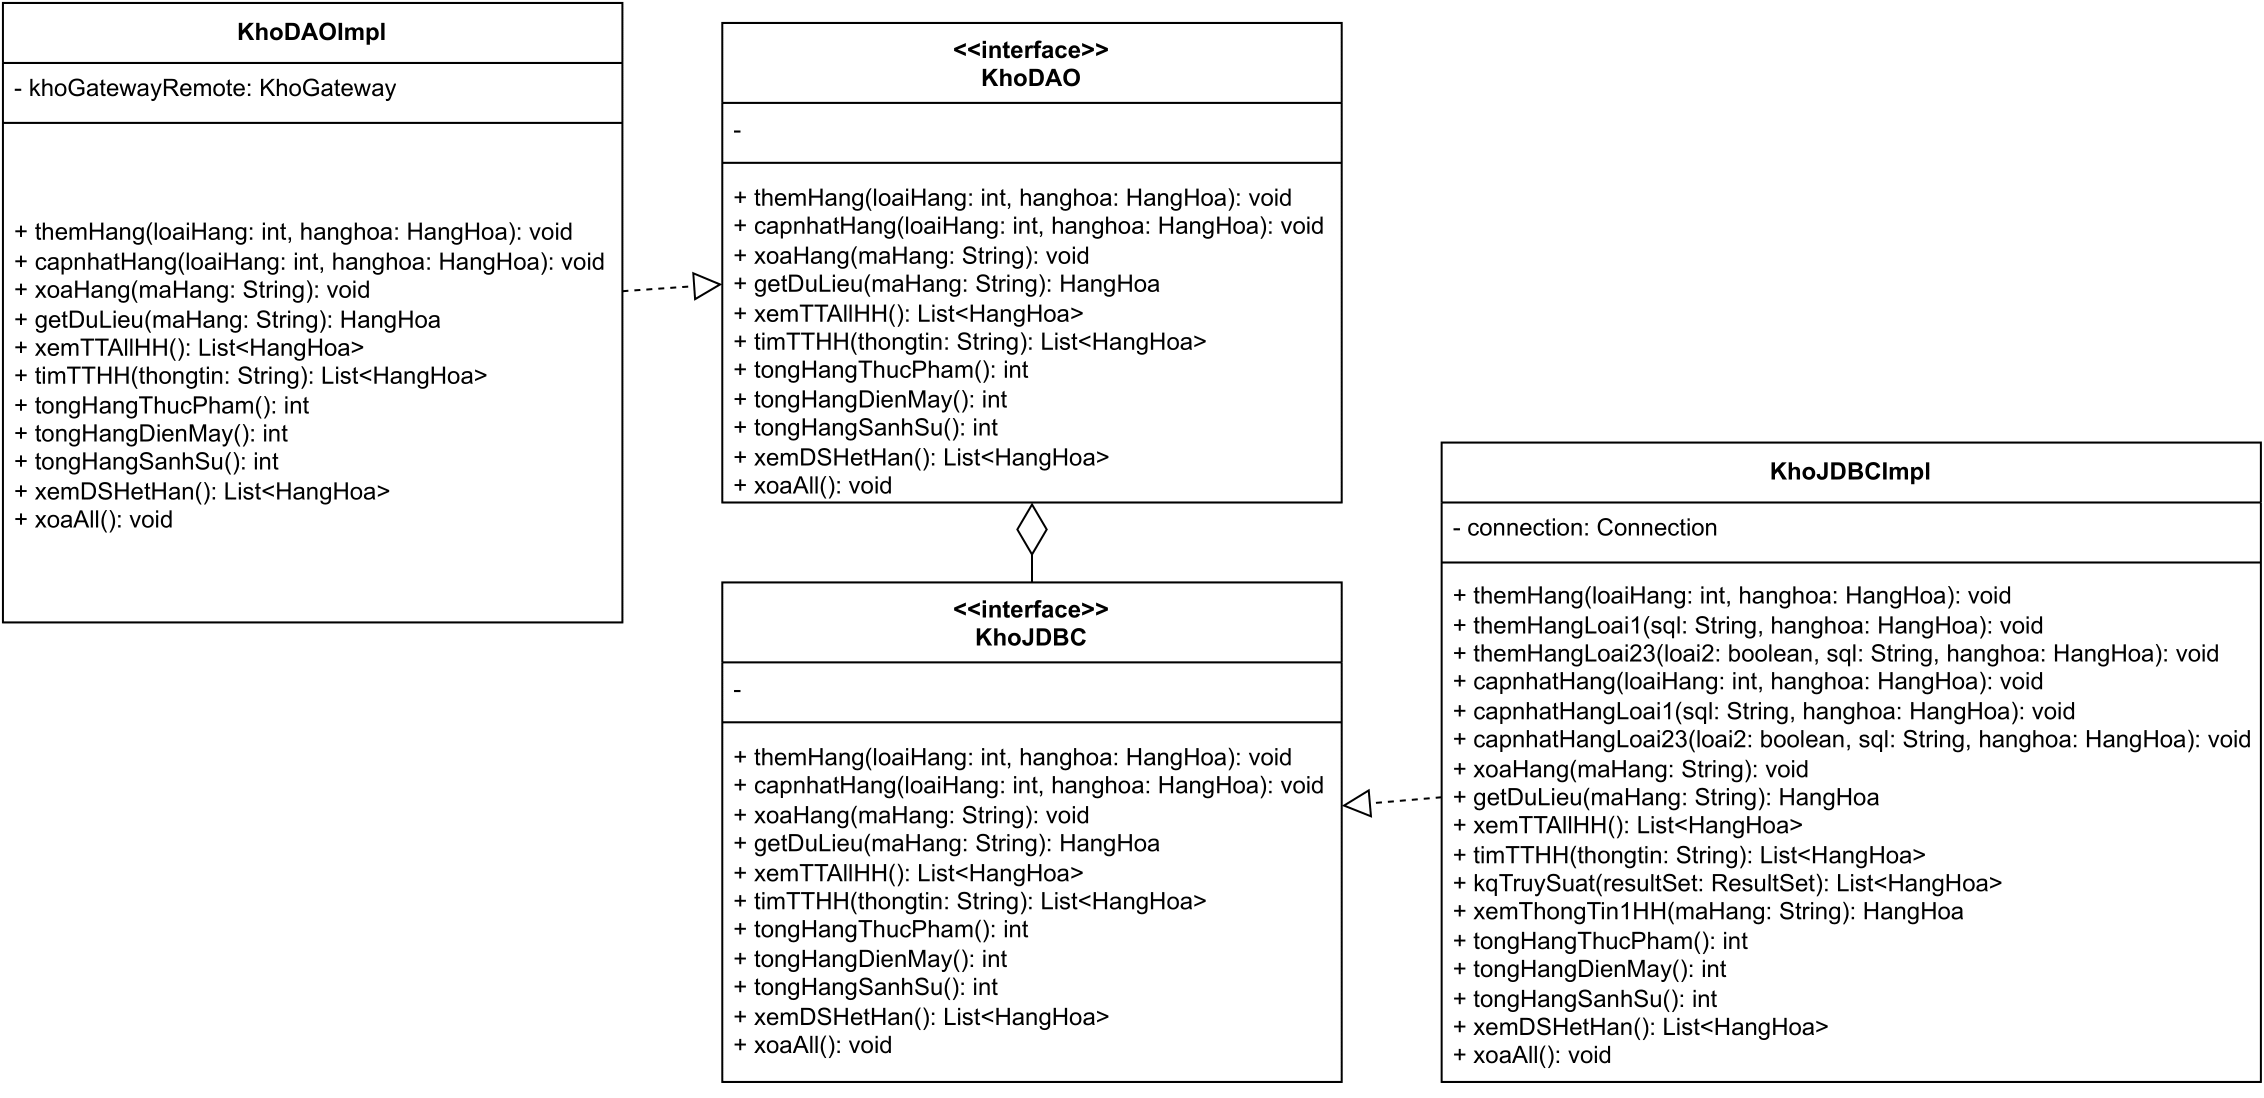 KhoDAOImpl
- khoGatewayRemote: KhoGateway
+ themHang(loaiHang: int, hanghoa: HangHoa): void
+ capnhatHang(loaiHang: int, hanghoa: HangHoa): void
+ xoaHang(maHang: String): void
+ getDuLieu(maHang: String): HangHoa
+ xemTTAllHH(): List<HangHoa>
+ timTTHH(thongtin: String): List<HangHoa>
+ tongHangThucPham(): int
+ tongHangDienMay(): int
+ tongHangSanhSu(): int
+ xemDSHetHan(): List<HangHoa>
+ xoaAll(): void
<<interface>>
KhoDAO
-
+ themHang(loaiHang: int, hanghoa: HangHoa): void
+ capnhatHang(loaiHang: int, hanghoa: HangHoa): void
+ xoaHang(maHang: String): void
+ getDuLieu(maHang: String): HangHoa
+ xemTTAllHH(): List<HangHoa>
+ timTTHH(thongtin: String): List<HangHoa>
+ tongHangThucPham(): int
+ tongHangDienMay(): int
+ tongHangSanhSu(): int
+ xemDSHetHan(): List<HangHoa>
+ xoaAll(): void
<<interface>>
KhoJDBC
-
+ themHang(loaiHang: int, hanghoa: HangHoa): void
+ capnhatHang(loaiHang: int, hanghoa: HangHoa): void
+ xoaHang(maHang: String): void
+ getDuLieu(maHang: String): HangHoa
+ xemTTAllHH(): List<HangHoa>
+ timTTHH(thongtin: String): List<HangHoa>
+ tongHangThucPham(): int
+ tongHangDienMay(): int
+ tongHangSanhSu(): int
+ xemDSHetHan(): List<HangHoa>
+ xoaAll(): void
KhoJDBCImpl
- connection: Connection
+ themHang(loaiHang: int, hanghoa: HangHoa): void
+ themHangLoai1(sql: String, hanghoa: HangHoa): void
+ themHangLoai23(loai2: boolean, sql: String, hanghoa: HangHoa): void
+ capnhatHang(loaiHang: int, hanghoa: HangHoa): void
+ capnhatHangLoai1(sql: String, hanghoa: HangHoa): void
+ capnhatHangLoai23(loai2: boolean, sql: String, hanghoa: HangHoa): void
+ xoaHang(maHang: String): void
+ getDuLieu(maHang: String): HangHoa
+ xemTTAllHH(): List<HangHoa>
+ timTTHH(thongtin: String): List<HangHoa>
+ kqTruySuat(resultSet: ResultSet): List<HangHoa>
+ xemThongTin1HH(maHang: String): HangHoa
+ tongHangThucPham(): int
+ tongHangDienMay(): int
+ tongHangSanhSu(): int
+ xemDSHetHan(): List<HangHoa>
+ xoaAll(): void